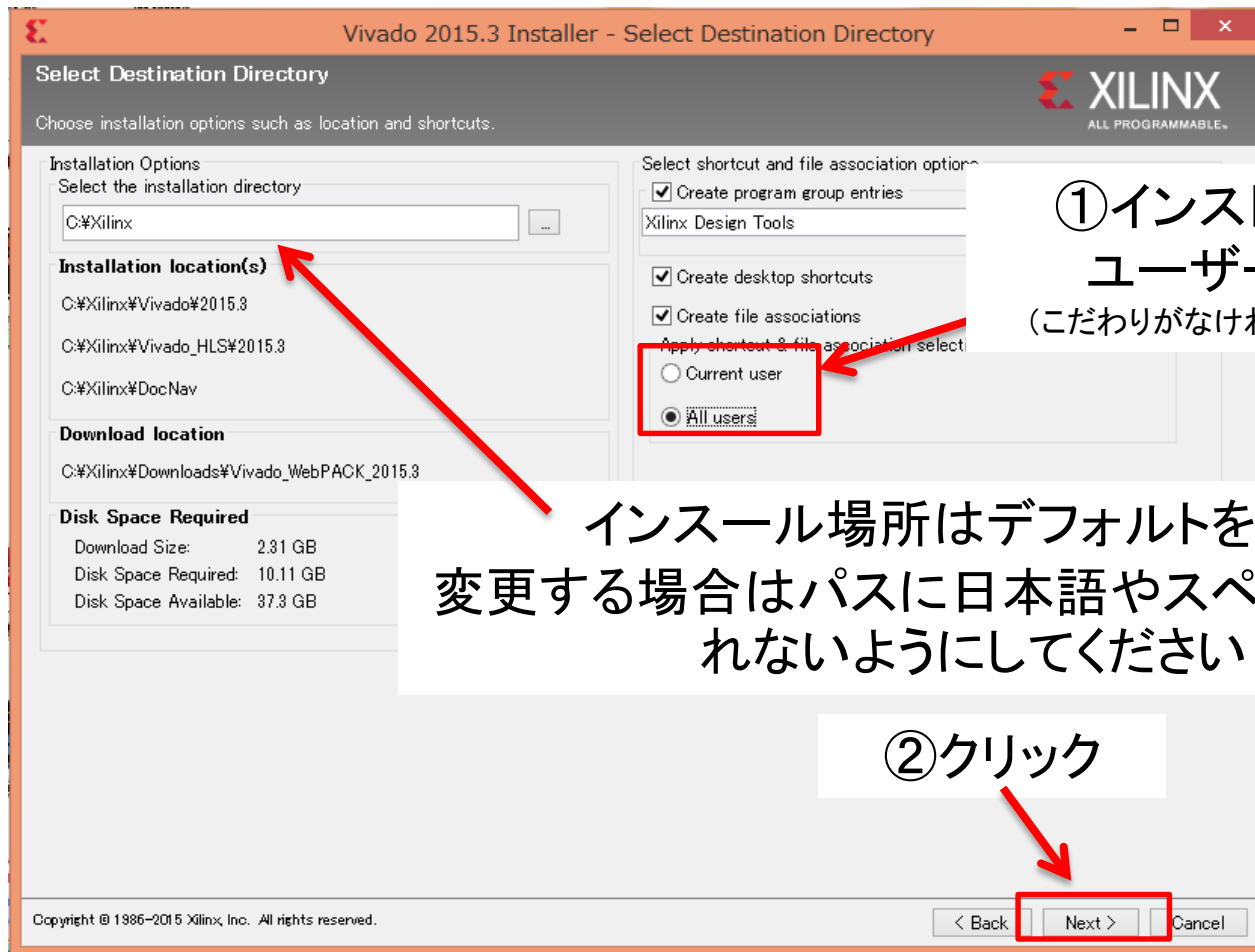 Vivado 2015.3 Installer - Select Destination Directory
Select Destination Directory
Choose installation options such as location and shortcuts.
XILINX
ALL PROGRAMMABLE.
Installation Options
Select the installation directory
C:¥Xilinx
...
Installation location(s)
C:¥Xilinx¥Vivado¥2015.3
C:¥Xilinx¥Vivado_HLS¥2015.3
C:¥Xilinx¥DocNav
Download location
C:¥Xilinx¥Downloads¥Vivado_WebPACK_2015.3
Disk Space Required
Download Size: 2.31 GB
Disk Space Required: 10.11 GB
Disk Space Available: 37.3 GB
Select shortcut and file association options
Create program group entries
Xilinx Design Tools
Create desktop shortcuts
Create file associations
Apply shortcut & file association selecti
Current user
All users
①インスト
ユーザー
（こだわりがなけれ
インスール場所はデフォルトを
変更する場合はパスに日本語やスペ
れないようにしてください
②クリック
Copyright © 1986-2015 Xilinx, Inc. All rights reserved.
< Back
Next >
Cancel